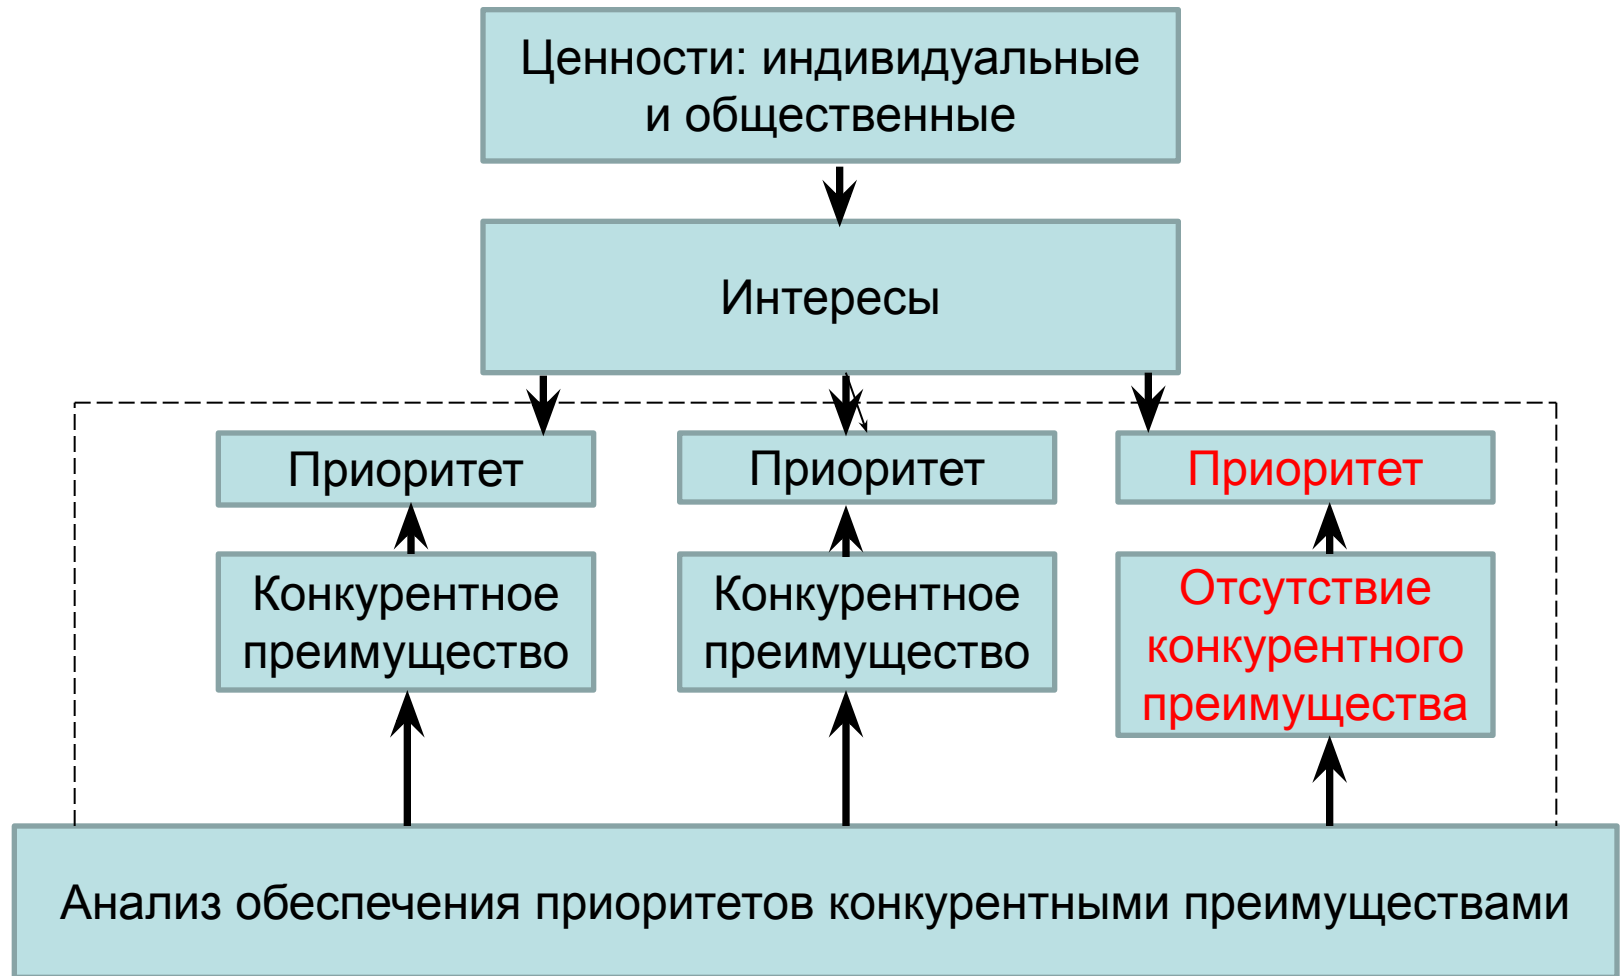 Ценности: индивидуальные
и общественные
Интересы
Приоритет
Приоритет
Приоритет
Конкурентное
преимущество
Конкурентное
преимущество
Отсутствие
конкурентного
преимущества
Анализ обеспечения приоритетов конкурентными преимуществами